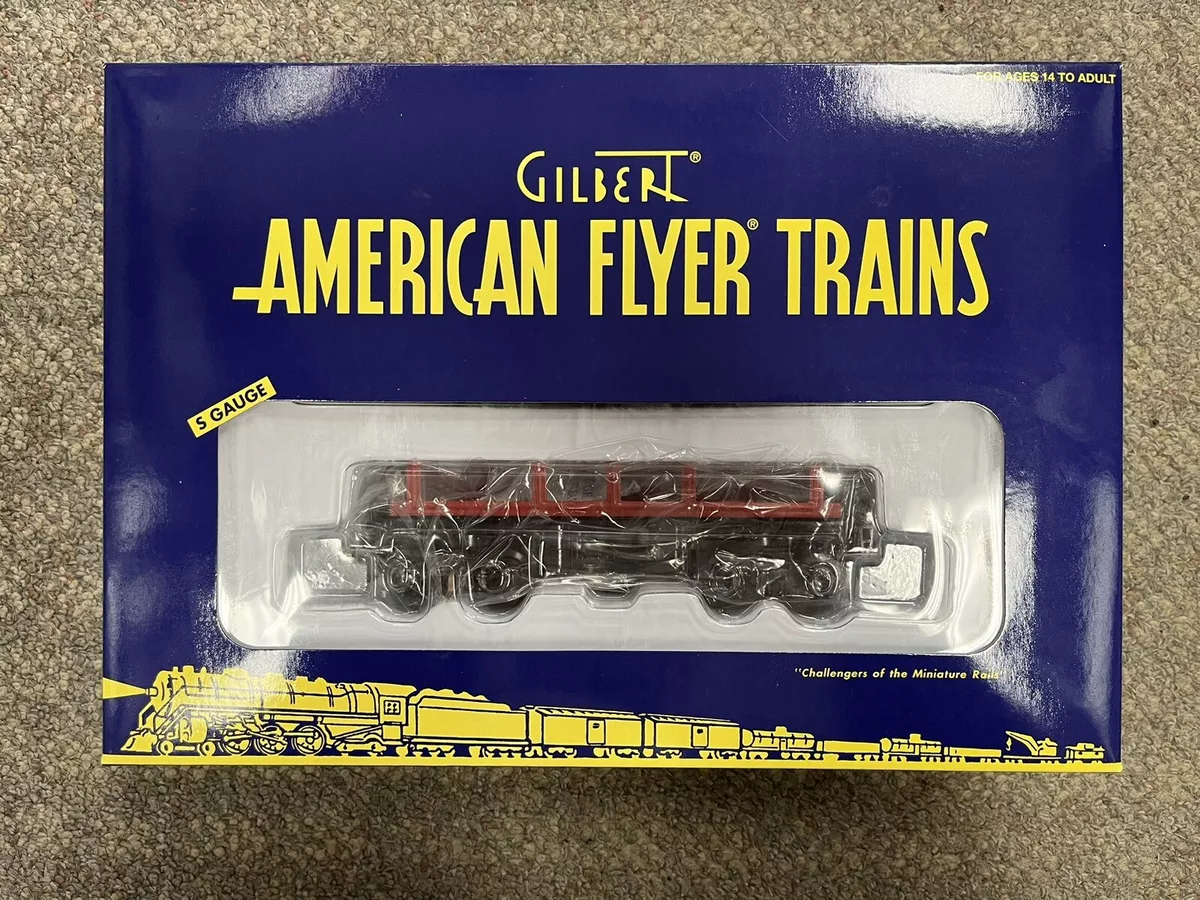 FOR AGES 14 TO ADULT
GILBERT®
AMERICAN FLYER® TRAINS
S GAUGE
"Challengers of the Miniature Rails